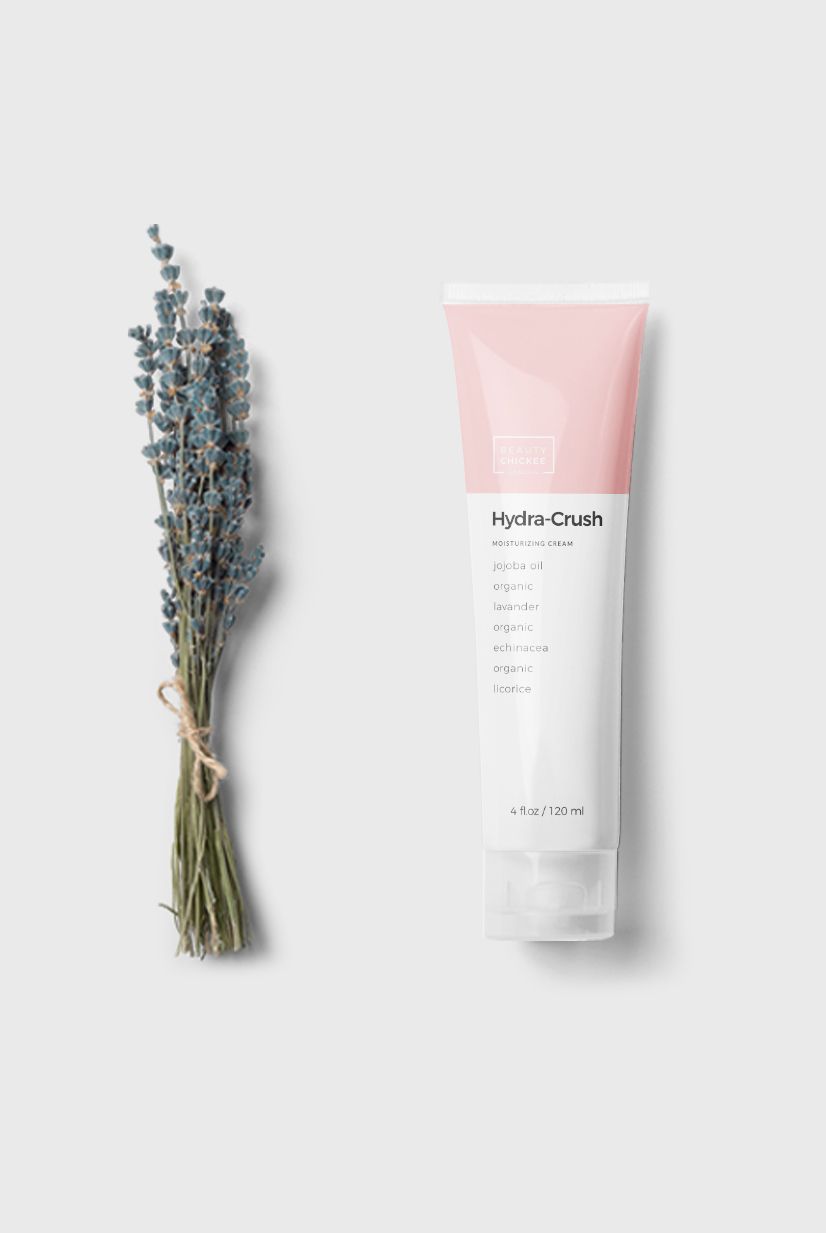 BEAUTY
CHICKEE
Hydra-Crush
MOISTURIZING CREAM
jojoba oil
organic
lavander
organic
echinacea
organic
licorice
4 fl.oz / 120 ml